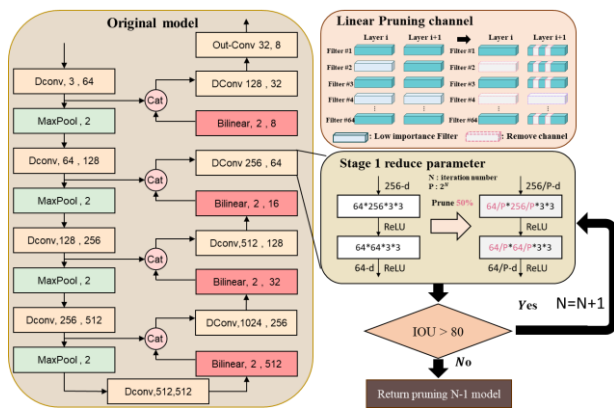 Original model
Dconv, 3 , 64
MaxPool , 2
Dconv, 64 , 128
MaxPool , 2
Dconv,128 , 256
MaxPool , 2
Dconv, 256 , 512
MaxPool , 2
Dconv,512,512
Out-Conv 32, 8
DConv 128 , 32
Cat
Bilinear, 2 , 8
DConv 256 , 64
Cat
Bilinear, 2 , 16
Dconv,512 , 128
Cat
Bilinear, 2 , 32
DConv,1024 , 256
Cat
Bilinear, 2 , 512
Linear Pruning channel
Layer i Layer i+1 Layer i Layer i+1
Filter #1 Filter #1
Filter #2 Filter #2
Filter #3 Filter #3
Filter #4 Filter #4
Filter #64 Filter #64
: Low importance Filter : Remove channel
Stage 1 reduce parameter
N : iteration number
P : 2^N
256-d 256/P-d
Prune 50%
64*256*3*3 64/P*256/P*3*3
ReLU ReLU
64*64*3*3 64/P*64/P*3*3
64-d ReLU 64/P-d ReLU
Yes N=N+1
IOU > 80
No
Return pruning N-1 model